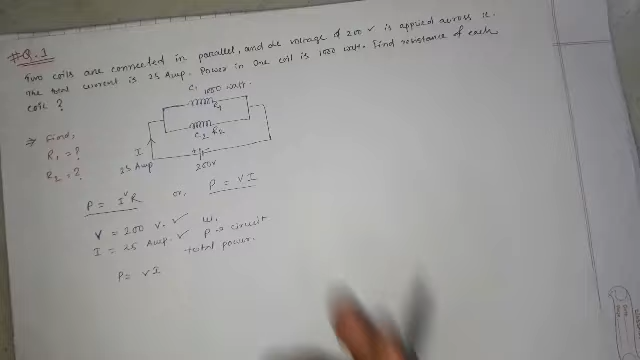 #Q.1
Two coils are connected in parallel, and dc voltage of 200 v is applied across it.
The total current is 25 Amp. Power in one coil is 1000 watt. Find resistance of each
coil ?
C₁ 1000 watt.
R₁
C₂ R₂
I
25 Amp
200v
⇒ Find,
R₁ = ?
R₂ = ?
P = I²R or, P = VI
V = 200 v. ✓
I = 25 Amp. ✓ P → circuit
total power.
P = VI